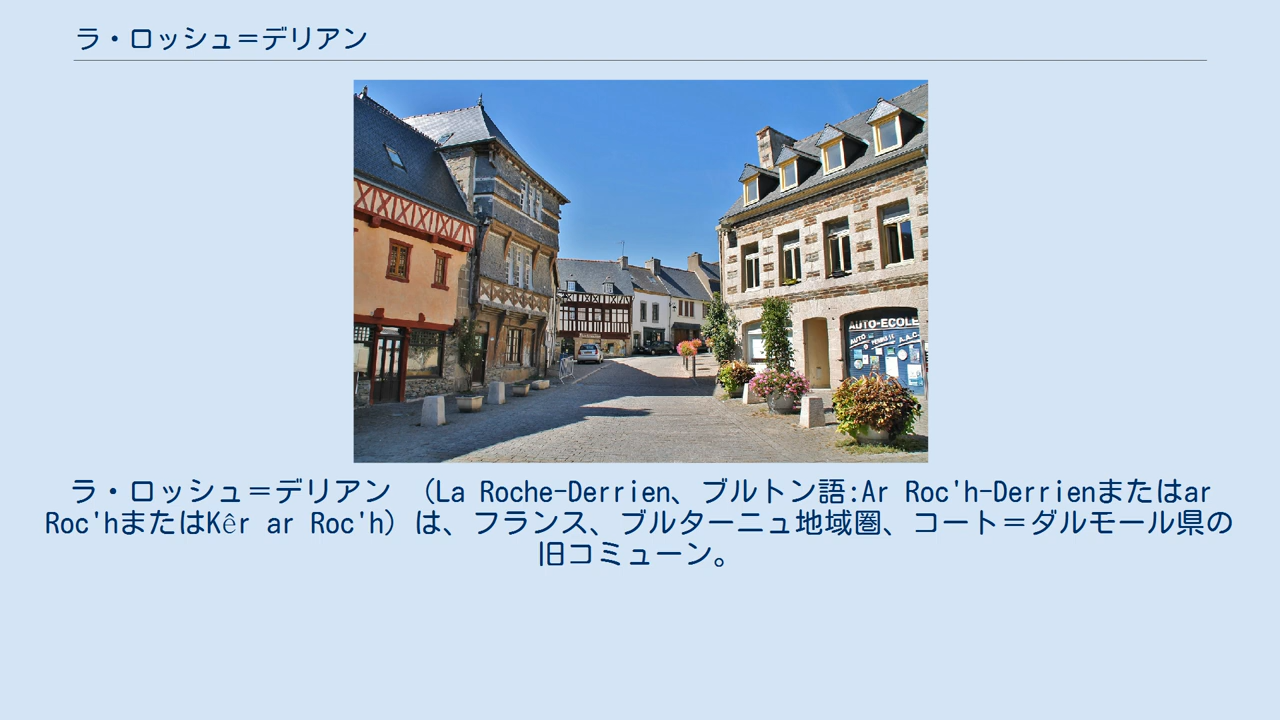 ラ・ロッシュ＝デリアン
AUTO-ECOLE
AUTO
PERMIS
A.A.C.
ラ・ロッシュ＝デリアン （La Roche-Derrien、ブルトン語:Ar Roc'h-Derrienまたはar
Roc'hまたはKêr ar Roc'h）は、フランス、ブルターニュ地域圏、コート＝ダルモール県の
旧コミューン。